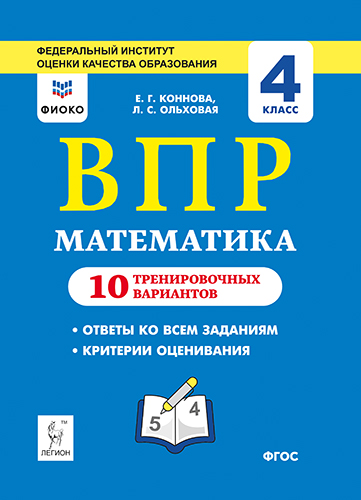 ФЕДЕРАЛЬНЫЙ ИНСТИТУТ
ОЦЕНКИ КАЧЕСТВА ОБРАЗОВАНИЯ
ФИОКО
4
КЛАСС
Е. Г. КОННОВА,
Л. С. ОЛЬХОВАЯ
ВПР
МАТЕМАТИКА
10 ТРЕНИРОВОЧНЫХ
ВАРИАНТОВ
• ОТВЕТЫ КО ВСЕМ ЗАДАНИЯМ
• КРИТЕРИИ ОЦЕНИВАНИЯ
5 4
TM
ЛЕГИОН
ФГОС